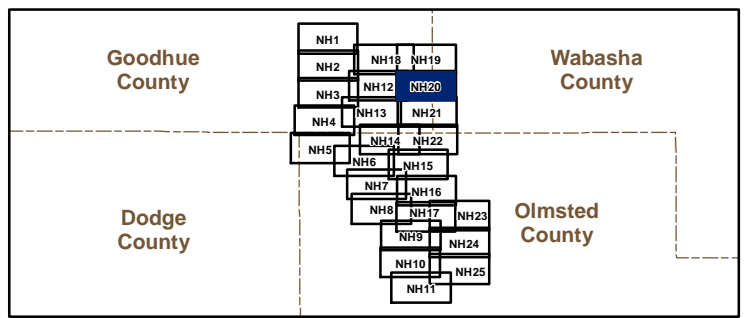 Goodhue
County
Wabasha
County
Dodge
County
Olmsted
County
NH1
NH2
NH3
NH4
NH5
NH18
NH19
NH12
NH20
NH13
NH21
NH14
NH22
NH6
NH15
NH7
NH16
NH8
NH17
NH23
NH9
NH24
NH10
NH25
NH11